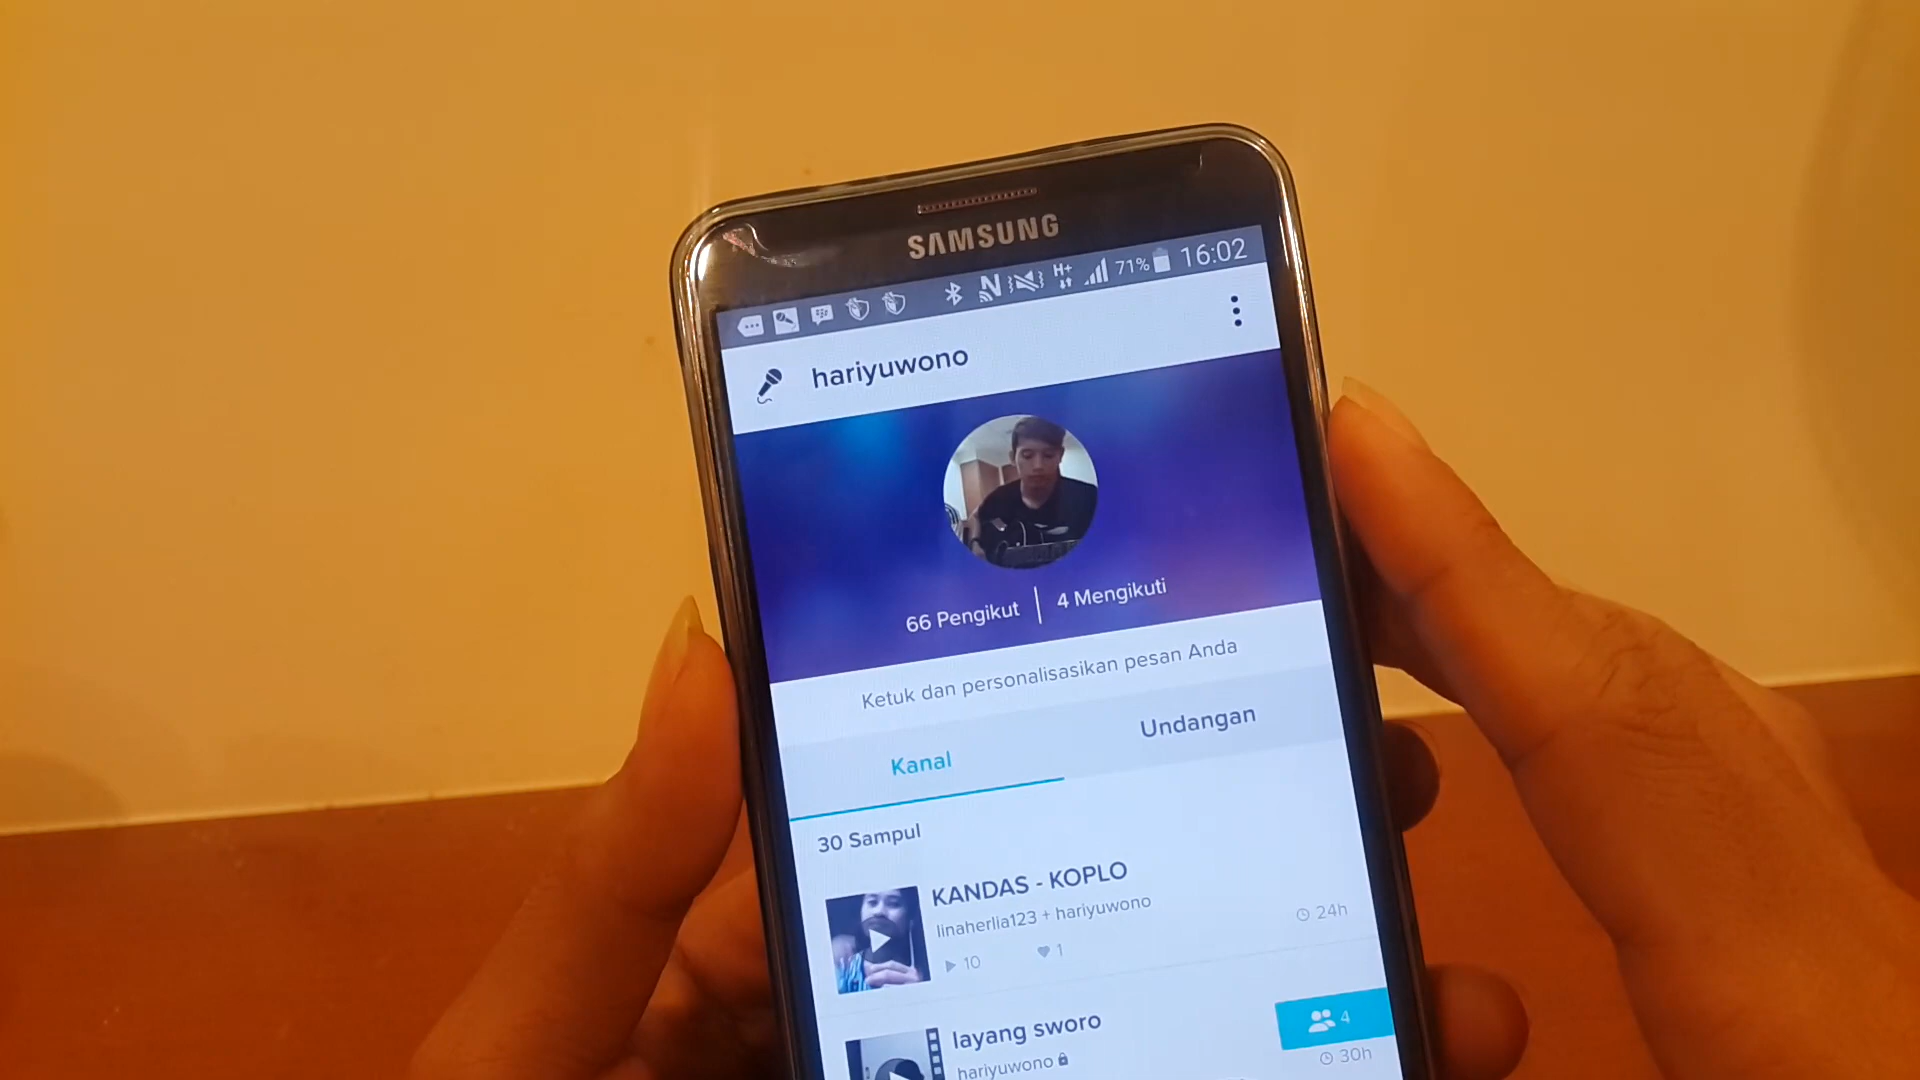 SAMSUNG
H+ 71% 16:02
hariyuwono
66 Pengikut | 4 Mengikuti
Ketuk dan personalisasikan pesan Anda
Kanal
Undangan
30 Sampul
KANDAS - KOPLO
linaherlia123 + hariyuwono
24h
10 1
layang sworo
4
hariyuwono
30h